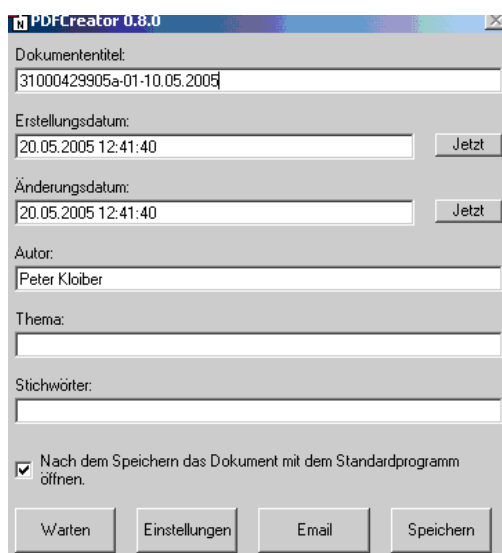 PDFCreator 0.8.0
Dokumententitel:
31000429905a-01-10.05.2005
Erstellungsdatum:
20.05.2005 12:41:40
Jetzt
Änderungsdatum:
20.05.2005 12:41:40
Jetzt
Autor:
Peter Kloiber
Thema:
Stichwörter:
Nach dem Speichern das Dokument mit dem Standardprogramm
öffnen.
Warten
Einstellungen
Email
Speichern